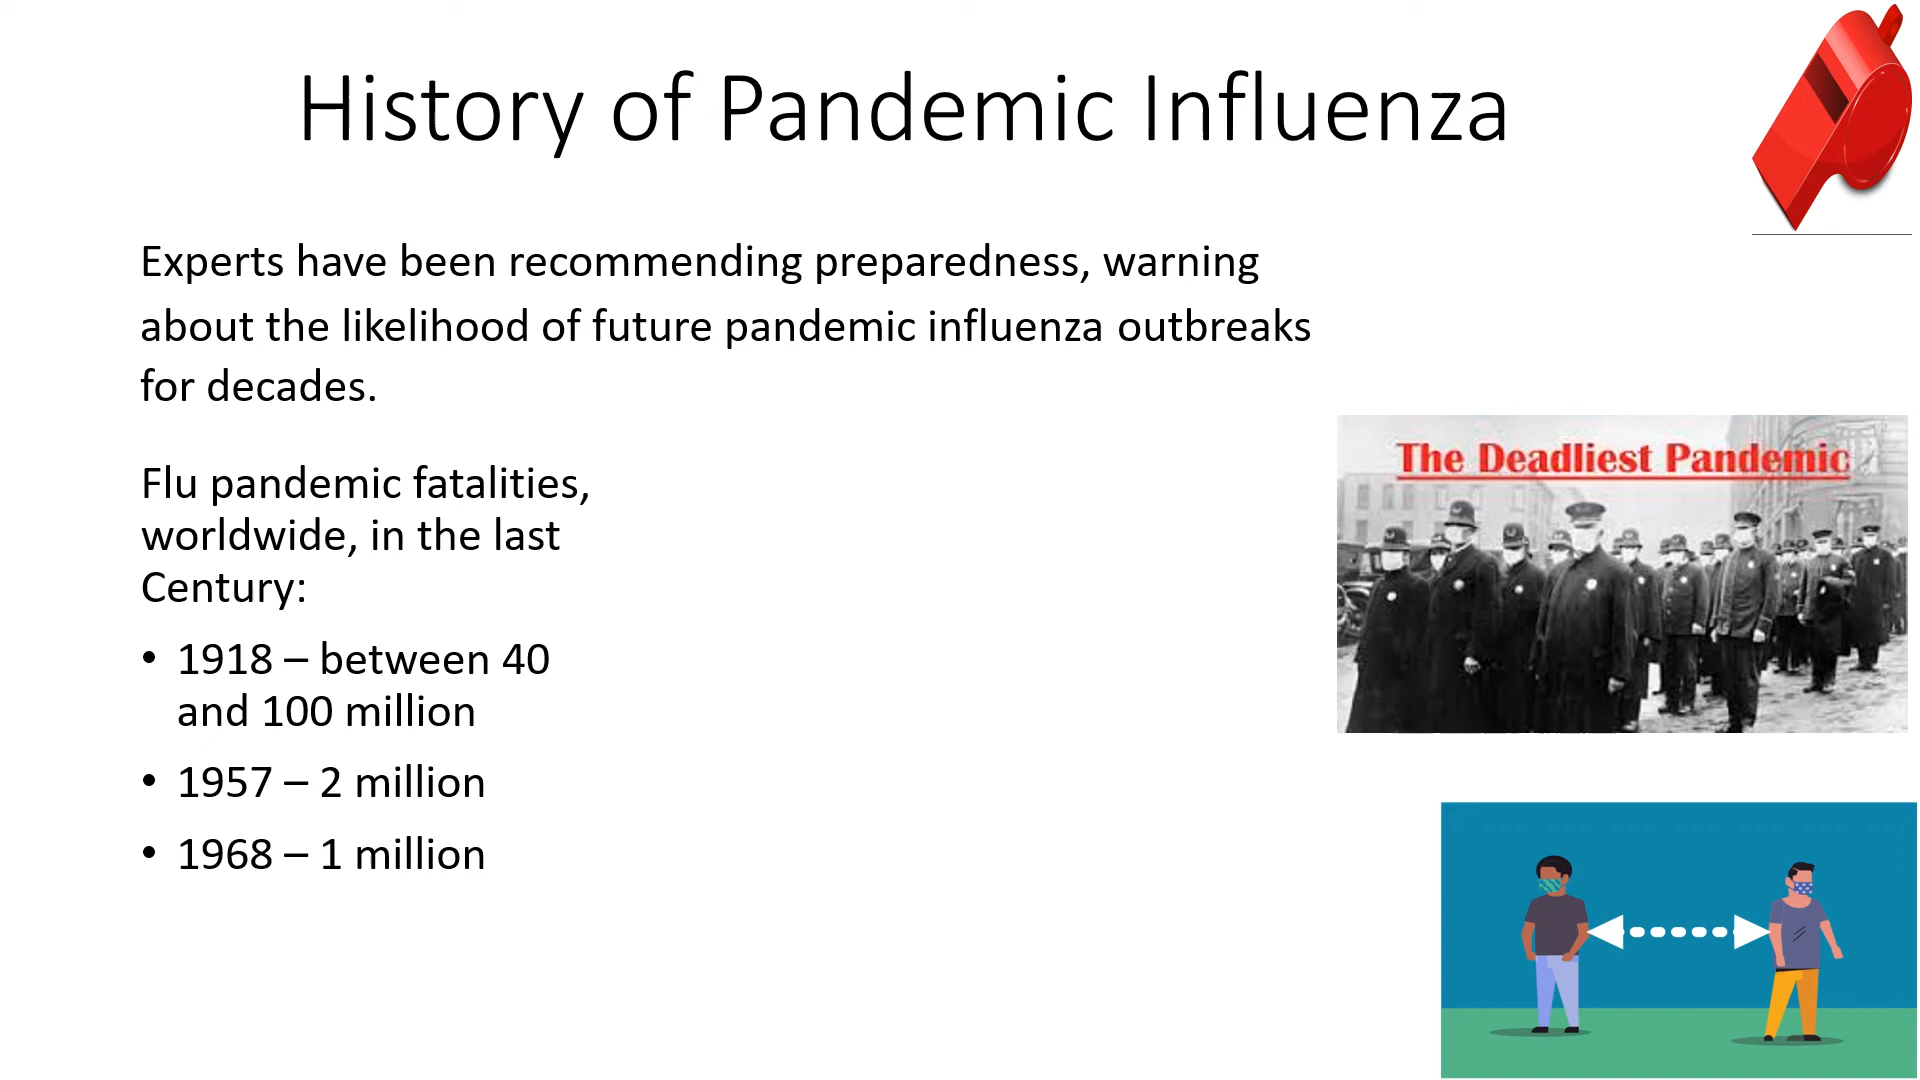 History of Pandemic Influenza
Experts have been recommending preparedness, warning
about the likelihood of future pandemic influenza outbreaks
for decades.
Flu pandemic fatalities,
worldwide, in the last
Century:
• 1918 – between 40
and 100 million
• 1957 – 2 million
• 1968 – 1 million
The Deadliest Pandemic